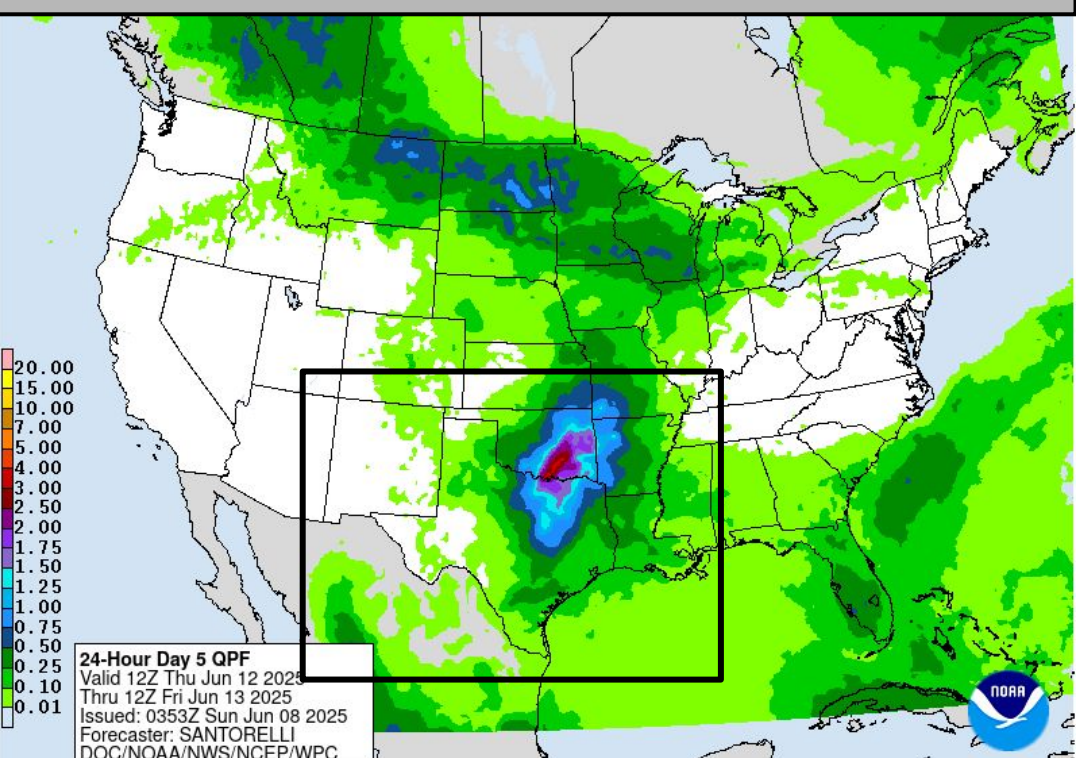 20.00
15.00
10.00
7.00
5.00
4.00
3.00
2.50
2.00
1.75
1.50
1.25
1.00
0.75
0.50
0.25
0.10
0.01
24-Hour Day 5 QPF
Valid 12Z Thu Jun 12 2025
Thru 12Z Fri Jun 13 2025
Issued: 0353Z Sun Jun 08 2025
Forecaster: SANTORELLI
DOC/NOAA/NWS/NCEP/WPC
NOAA